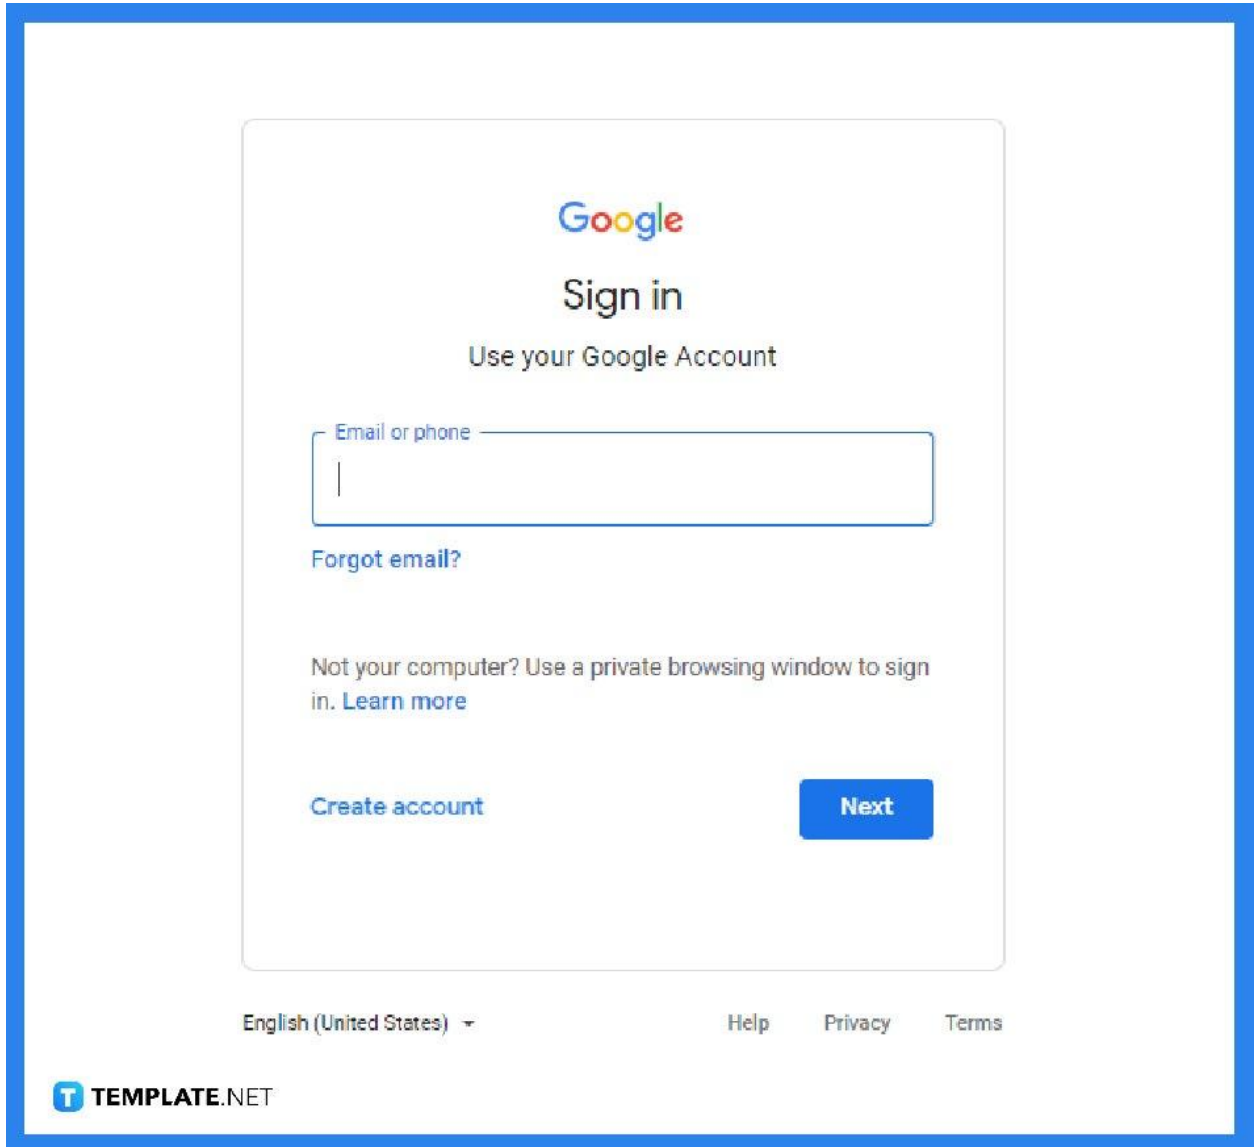 Google
Sign in
Use your Google Account
Email or phone
Forgot email?
Not your computer? Use a private browsing window to sign
in. Learn more
Create account Next
English (United States) Help Privacy Terms
T TEMPLATE.NET